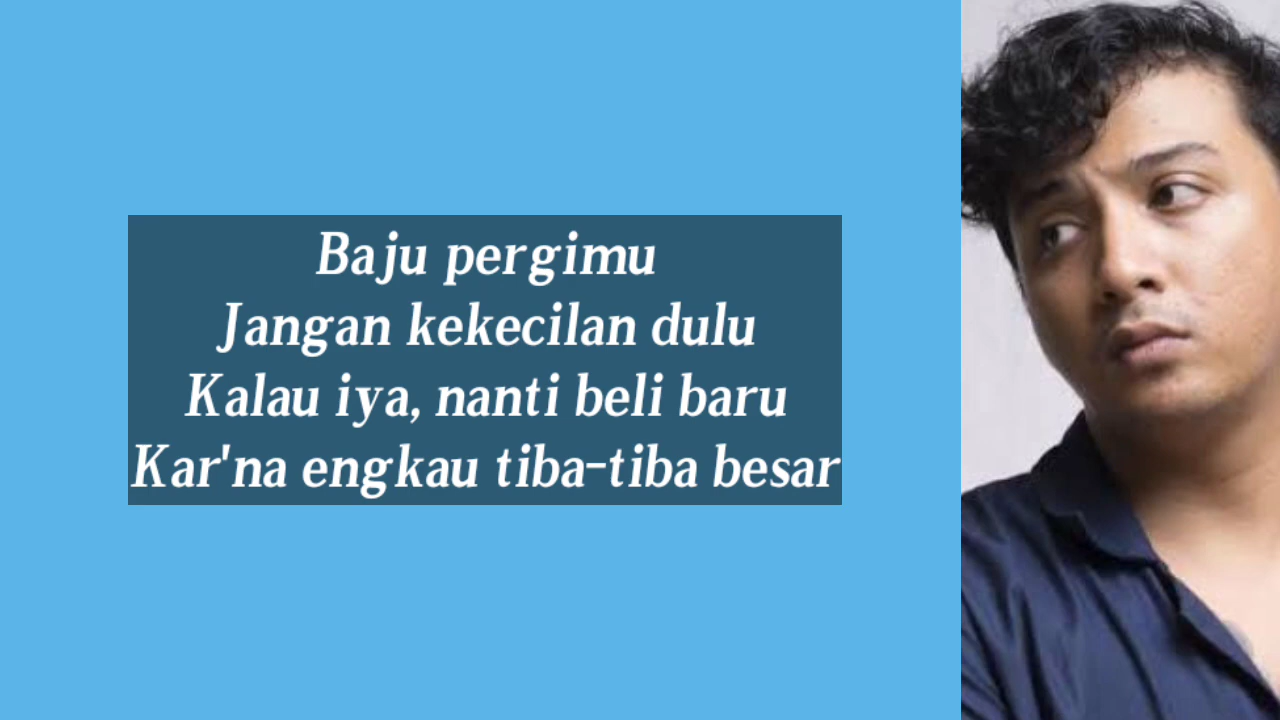 Baju pergimu
Jangan kekecilan dulu
Kalau iya, nanti beli baru
Kar'na engkau tiba-tiba besar